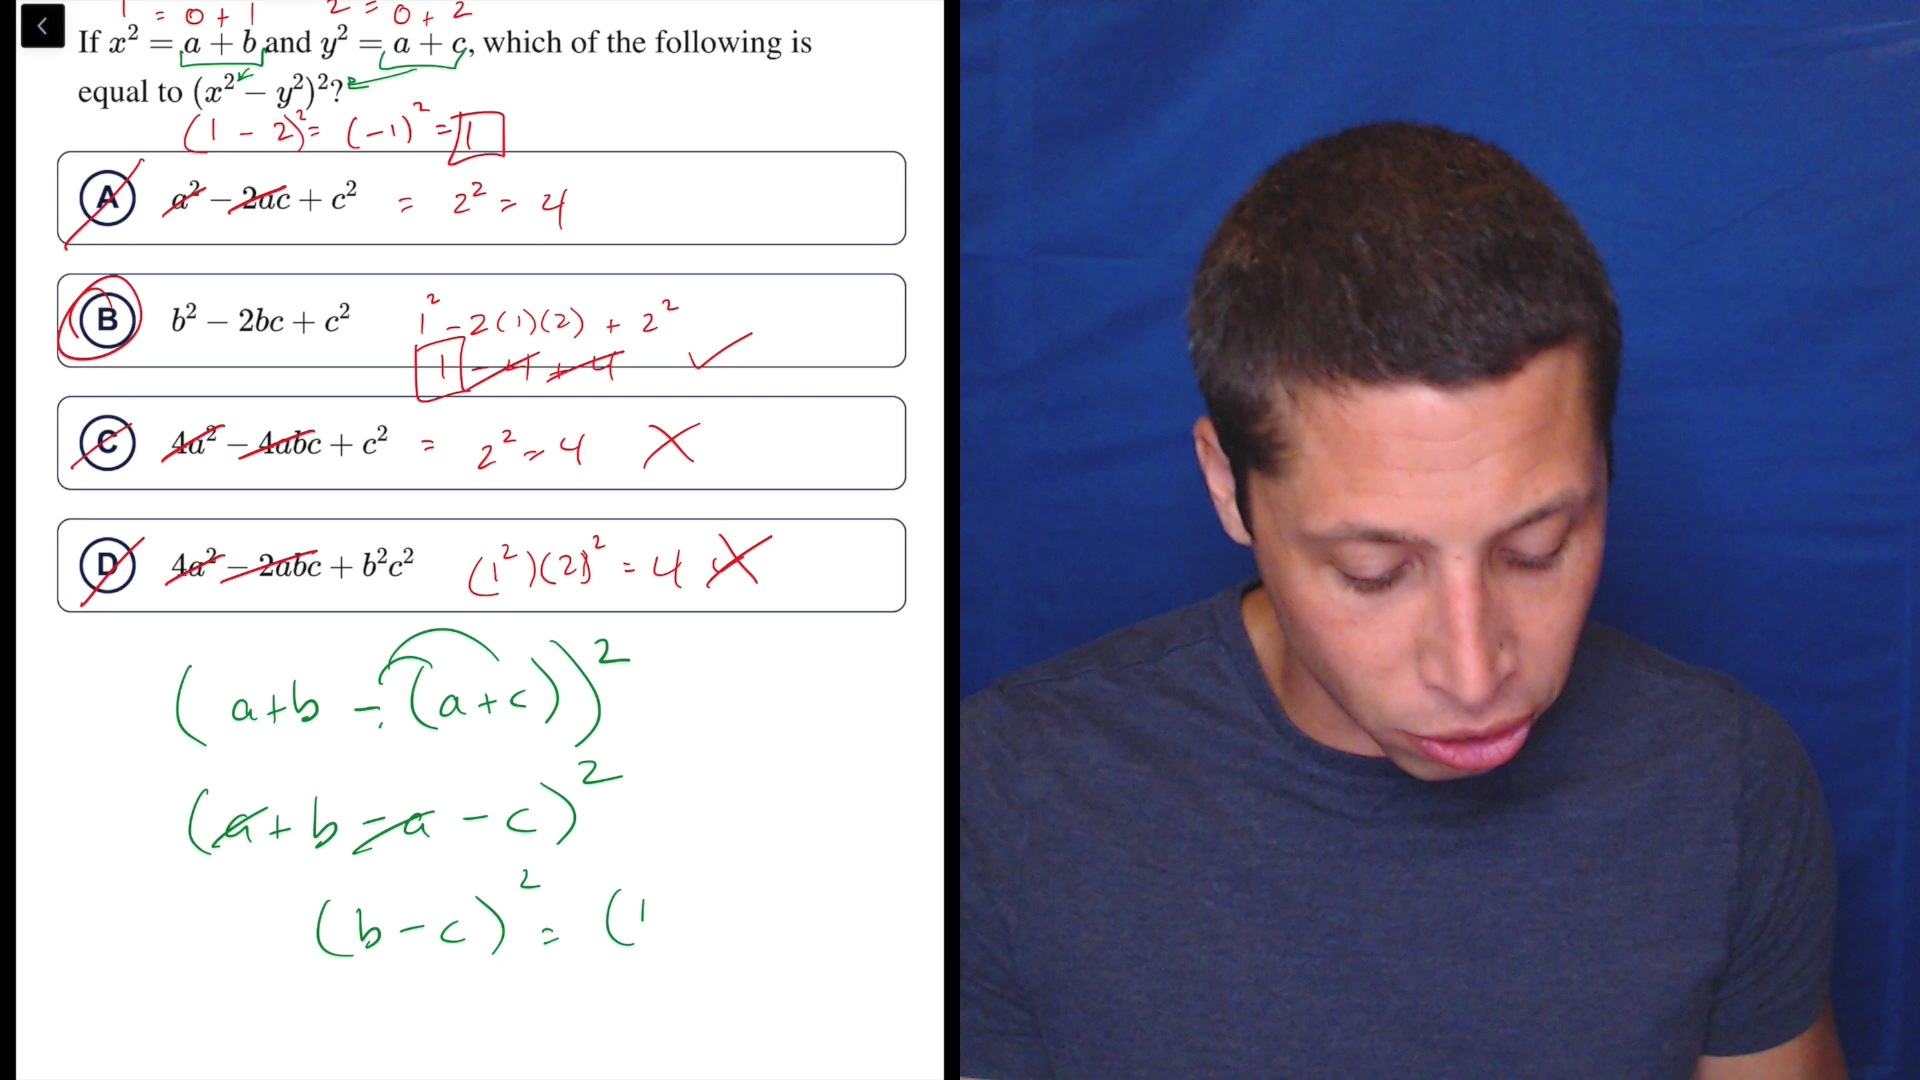 1 = 0 + 1 2 = 0 + 2
If x² = a + b and y² = a + c, which of the following is
equal to (x² − y²)²?
(1 - 2)² = (-1)² = 1
A a² − 2ac + c² = 2² = 4
B b² − 2bc + c² 1² - 2(1)(2) + 2²
1 - 4 + 4 ✓
C 4a² − 4abc + c² = 2² = 4 X
D 4a² − 2abc + b²c² (1²)(2)² = 4 X
(a+b - (a+c))²
(a + b - a - c)²
(b - c)² = (1